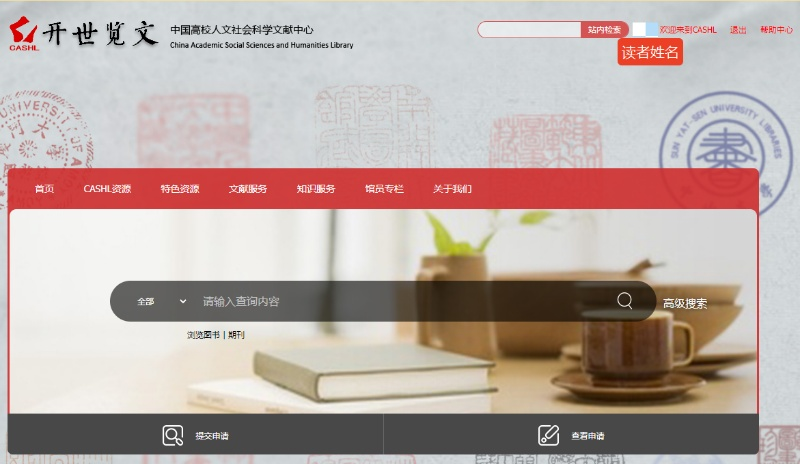 开世览文
CASHL
中国高校人文社会科学文献中心
China Academic Social Sciences and Humanities Library
站内检索
欢迎来到CASHL 退出 帮助中心
读者姓名
SUN YAT-SEN UNIVERSITY LIBRARIES
首页 CASHL资源 特色资源 文献服务 知识服务 馆员专栏 关于我们
全部 请输入查询内容
高级搜索
浏览图书 | 期刊
提交申请 查看申请